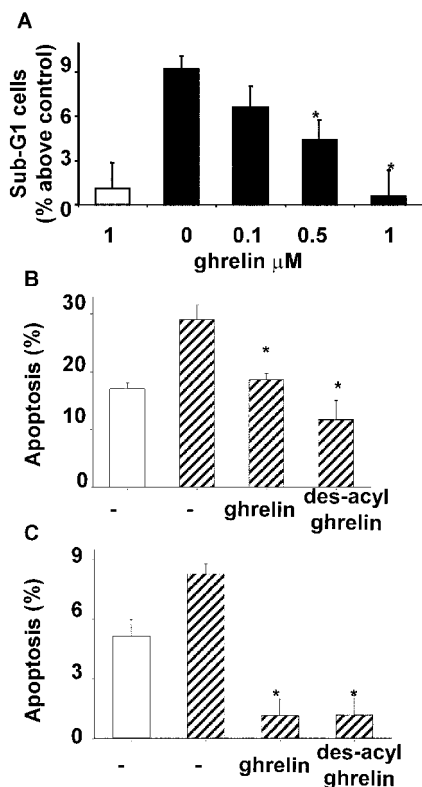 A
Sub-G1 cells
(% above control)
9
6
3
0
*
*
1 0 0.1 0.5 1
ghrelin µM
B
Apoptosis (%)
30
20
10
0
*
*
- - ghrelin des-acyl
ghrelin
C
Apoptosis (%)
9
6
3
0
*
*
- - ghrelin des-acyl
ghrelin